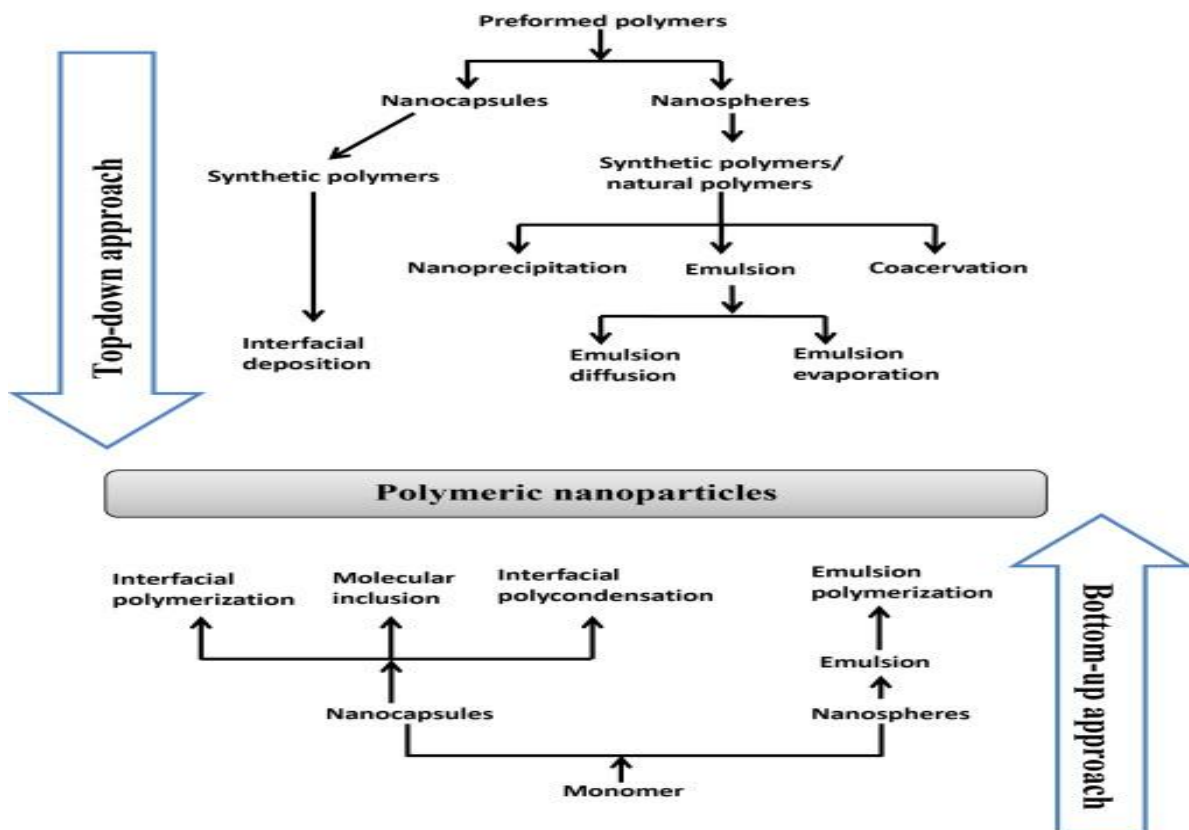 Preformed polymers
Nanocapsules
Nanospheres
Synthetic polymers
Synthetic polymers/
natural polymers
Nanoprecipitation
Emulsion
Coacervation
Interfacial
deposition
Emulsion
diffusion
Emulsion
evaporation
Top-down approach
Polymeric nanoparticles
Interfacial
polymerization
Molecular
inclusion
Interfacial
polycondensation
Emulsion
polymerization
Emulsion
Nanocapsules
Nanospheres
Monomer
Bottom-up approach